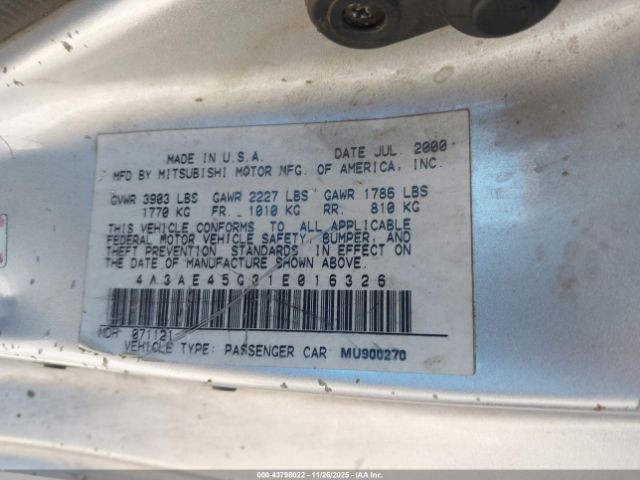 MADE IN U.S.A. DATE JUL. 2000
MFD BY MITSUBISHI MOTOR MFG. OF AMERICA, INC.
GVWR 3903 LBS GAWR 2227 LBS GAWR 1786 LBS
1770 KG FR. 1010 KG RR. 810 KG
THIS VEHICLE CONFORMS TO ALL APPLICABLE
FEDERAL MOTOR VEHICLE SAFETY, BUMPER, AND
THEFT PREVENTION STANDARDS IN EFFECT ON
THE DATE OF MANUFACTURE SHOWN ABOVE.
4A3AE45G31E016326
MDH 071121
VEHICLE TYPE: PASSENGER CAR MU900270
000-43798022 - 11/26/2025 - IAAI.com